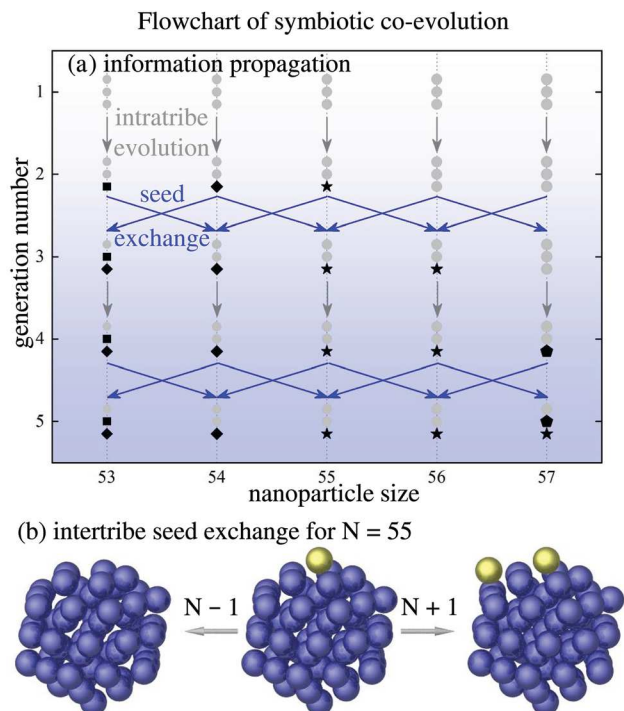 Flowchart of symbiotic co-evolution
(a) information propagation
1
intratribe
evolution
2
seed
exchange
3
4
5
generation number
53 54 55 56 57
nanoparticle size
(b) intertribe seed exchange for N = 55
N − 1
N + 1